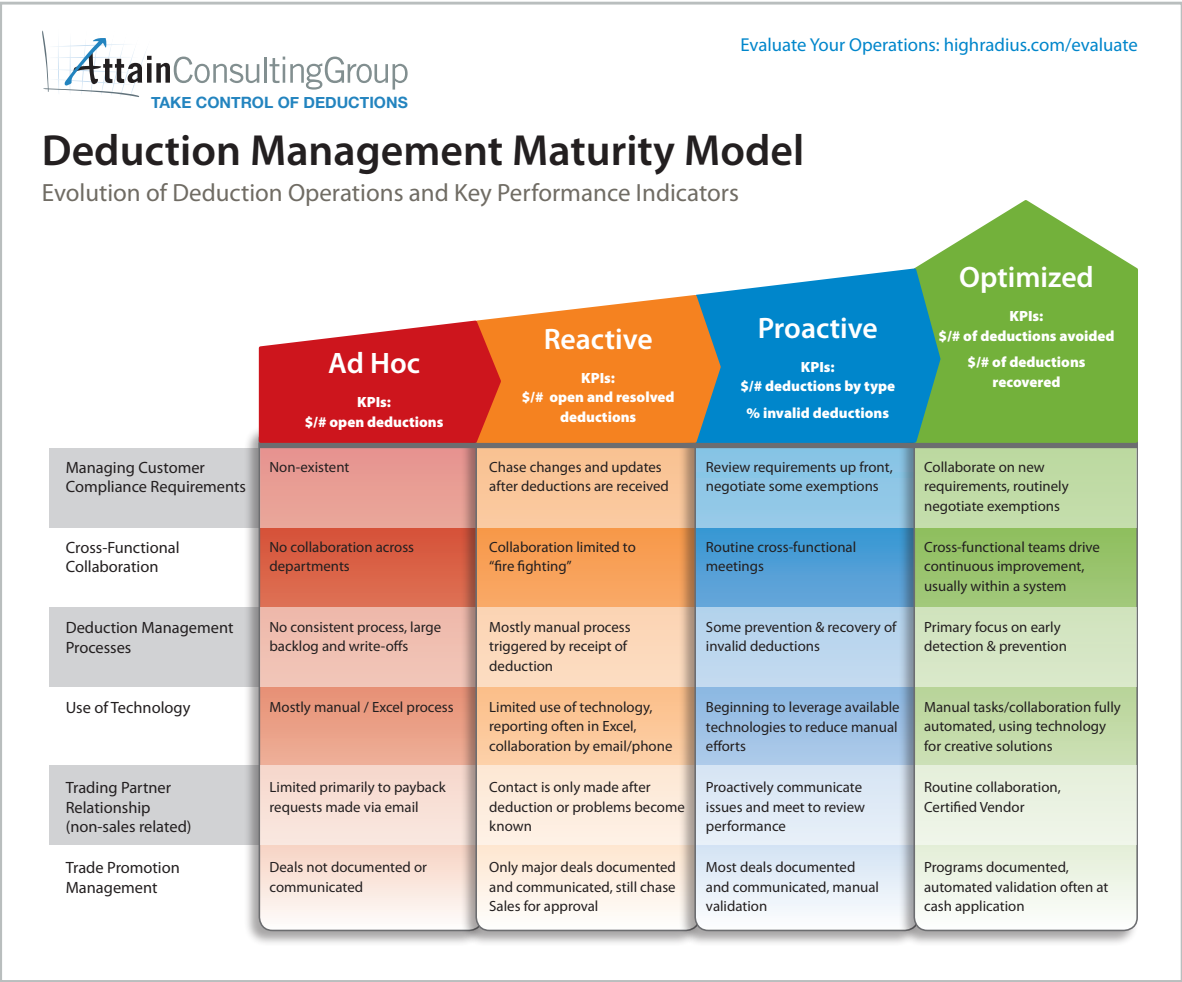 AttainConsultingGroup
TAKE CONTROL OF DEDUCTIONS
Evaluate Your Operations: highradius.com/evaluate
Deduction Management Maturity Model
Evolution of Deduction Operations and Key Performance Indicators
Ad Hoc
KPIs:
$/# open deductions
Reactive
KPIs:
$/# open and resolved
deductions
Proactive
KPIs:
$/# deductions by type
% invalid deductions
Optimized
KPIs:
$/# of deductions avoided
$/# of deductions
recovered
Managing Customer
Compliance Requirements
Non-existent
Chase changes and updates
after deductions are received
Review requirements up front,
negotiate some exemptions
Collaborate on new
requirements, routinely
negotiate exemptions
Cross-Functional
Collaboration
No collaboration across
departments
Collaboration limited to
“fire fighting”
Routine cross-functional
meetings
Cross-functional teams drive
continuous improvement,
usually within a system
Deduction Management
Processes
No consistent process, large
backlog and write-offs
Mostly manual process
triggered by receipt of
deduction
Some prevention & recovery of
invalid deductions
Primary focus on early
detection & prevention
Use of Technology
Mostly manual / Excel process
Limited use of technology,
reporting often in Excel,
collaboration by email/phone
Beginning to leverage available
technologies to reduce manual
efforts
Manual tasks/collaboration fully
automated, using technology
for creative solutions
Trading Partner
Relationship
(non-sales related)
Limited primarily to payback
requests made via email
Contact is only made after
deduction or problems become
known
Proactively communicate
issues and meet to review
performance
Routine collaboration,
Certified Vendor
Trade Promotion
Management
Deals not documented or
communicated
Only major deals documented
and communicated, still chase
Sales for approval
Most deals documented
and communicated, manual
validation
Programs documented,
automated validation often at
cash application